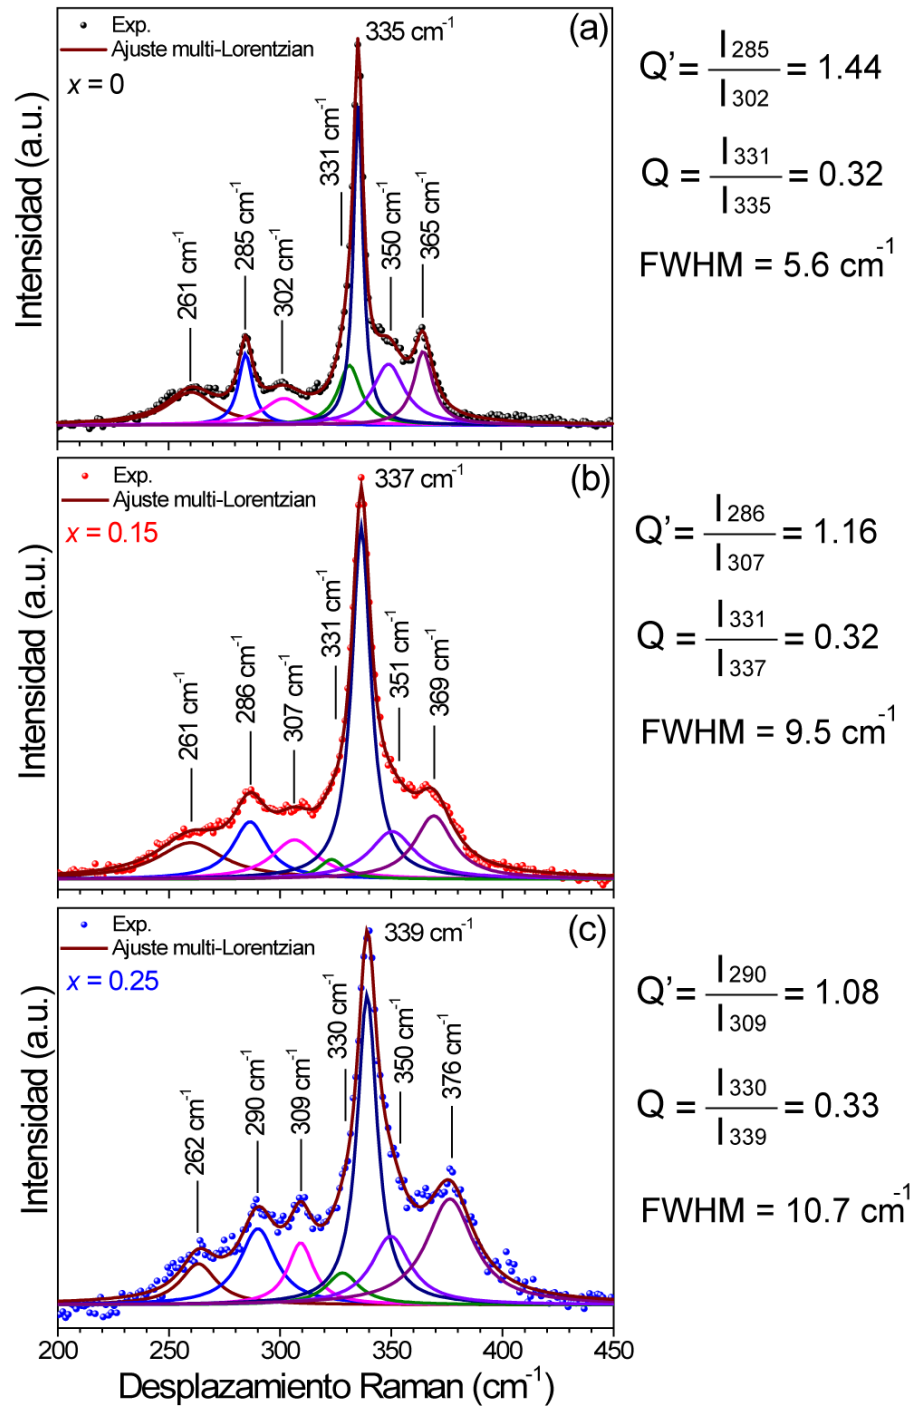 Exp.
Ajuste multi-Lorentzian
x = 0
(a)
335 cm⁻¹
261 cm⁻¹
285 cm⁻¹
302 cm⁻¹
331 cm⁻¹
350 cm⁻¹
365 cm⁻¹
Intensidad (a.u.)
Q’ = I₂₈₅ / I₃₀₂ = 1.44
Q = I₃₃₁ / I₃₃₅ = 0.32
FWHM = 5.6 cm⁻¹
Exp.
Ajuste multi-Lorentzian
x = 0.15
(b)
337 cm⁻¹
261 cm⁻¹
286 cm⁻¹
307 cm⁻¹
331 cm⁻¹
351 cm⁻¹
369 cm⁻¹
Intensidad (a.u.)
Q’ = I₂₈₆ / I₃₀₇ = 1.16
Q = I₃₃₁ / I₃₃₇ = 0.32
FWHM = 9.5 cm⁻¹
Exp.
Ajuste multi-Lorentzian
x = 0.25
(c)
339 cm⁻¹
262 cm⁻¹
290 cm⁻¹
309 cm⁻¹
330 cm⁻¹
350 cm⁻¹
376 cm⁻¹
Intensidad (a.u.)
Q’ = I₂₉₀ / I₃₀₉ = 1.08
Q = I₃₃₀ / I₃₃₉ = 0.33
FWHM = 10.7 cm⁻¹
200 250 300 350 400 450
Desplazamiento Raman (cm⁻¹)